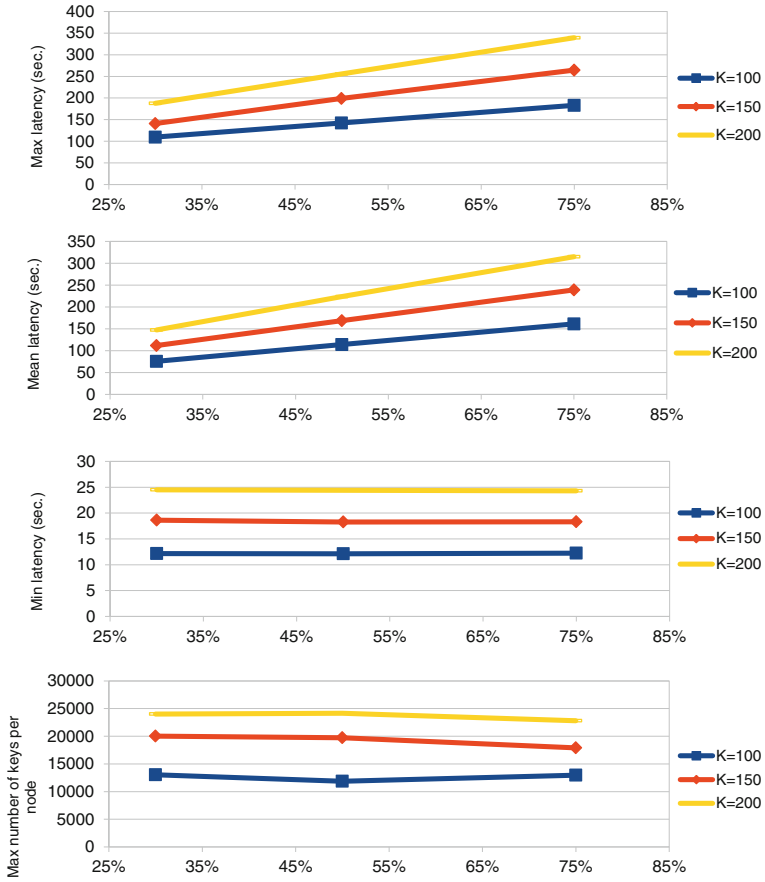 Max latency (sec.)
400
350
300
250
200
150
100
50
0
25% 35% 45% 55% 65% 75% 85%
K=100
K=150
K=200
Mean latency (sec.)
350
300
250
200
150
100
50
0
25% 35% 45% 55% 65% 75% 85%
K=100
K=150
K=200
Min latency (sec.)
30
25
20
15
10
5
0
25% 35% 45% 55% 65% 75% 85%
K=100
K=150
K=200
Max number of keys per
node
30000
25000
20000
15000
10000
5000
0
25% 35% 45% 55% 65% 75% 85%
K=100
K=150
K=200